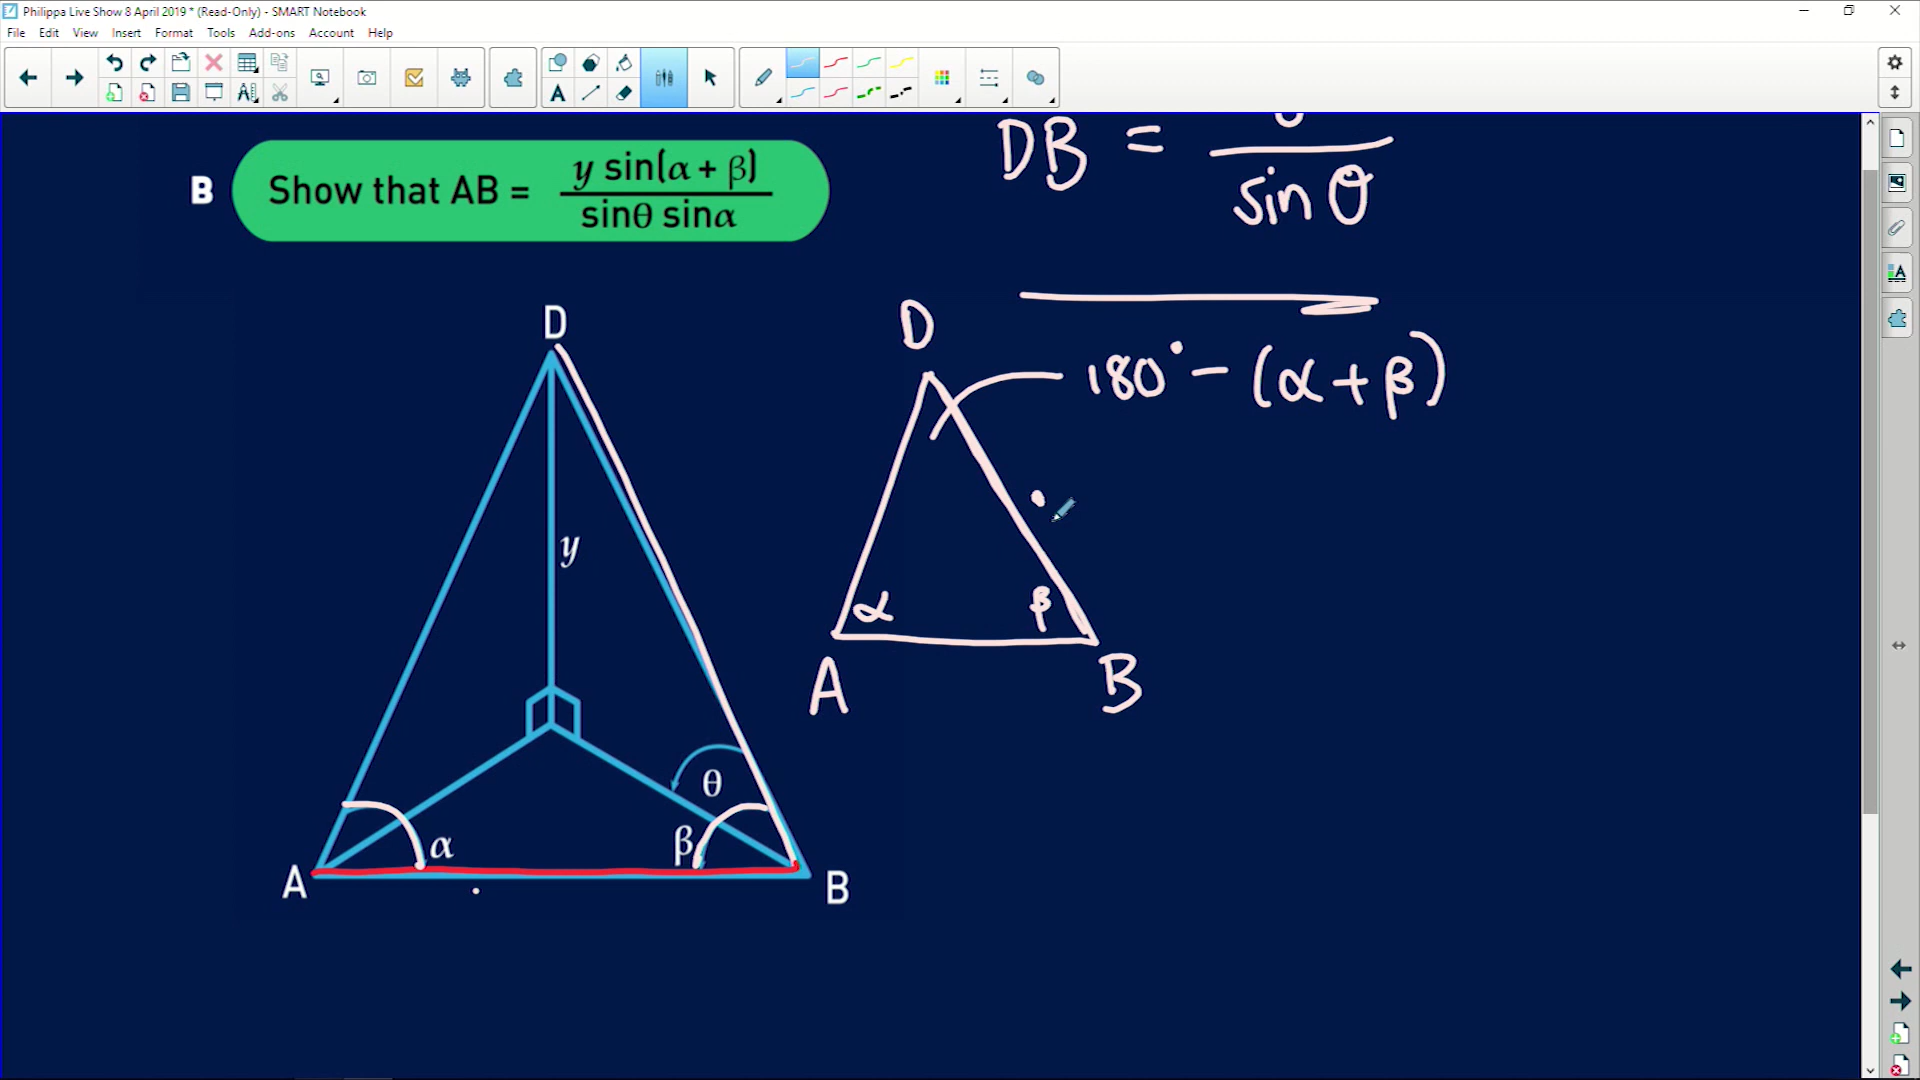 Philippa Live Show 8 April 2019 * (Read-Only) - SMART Notebook
File Edit View Insert Format Tools Add-ons Account Help
DB = / sin θ
B Show that AB = y sin(α + β) / sinθ sinα
D
y
θ
α
β
A
B
D
180° - (α + β)
α
β
A
B